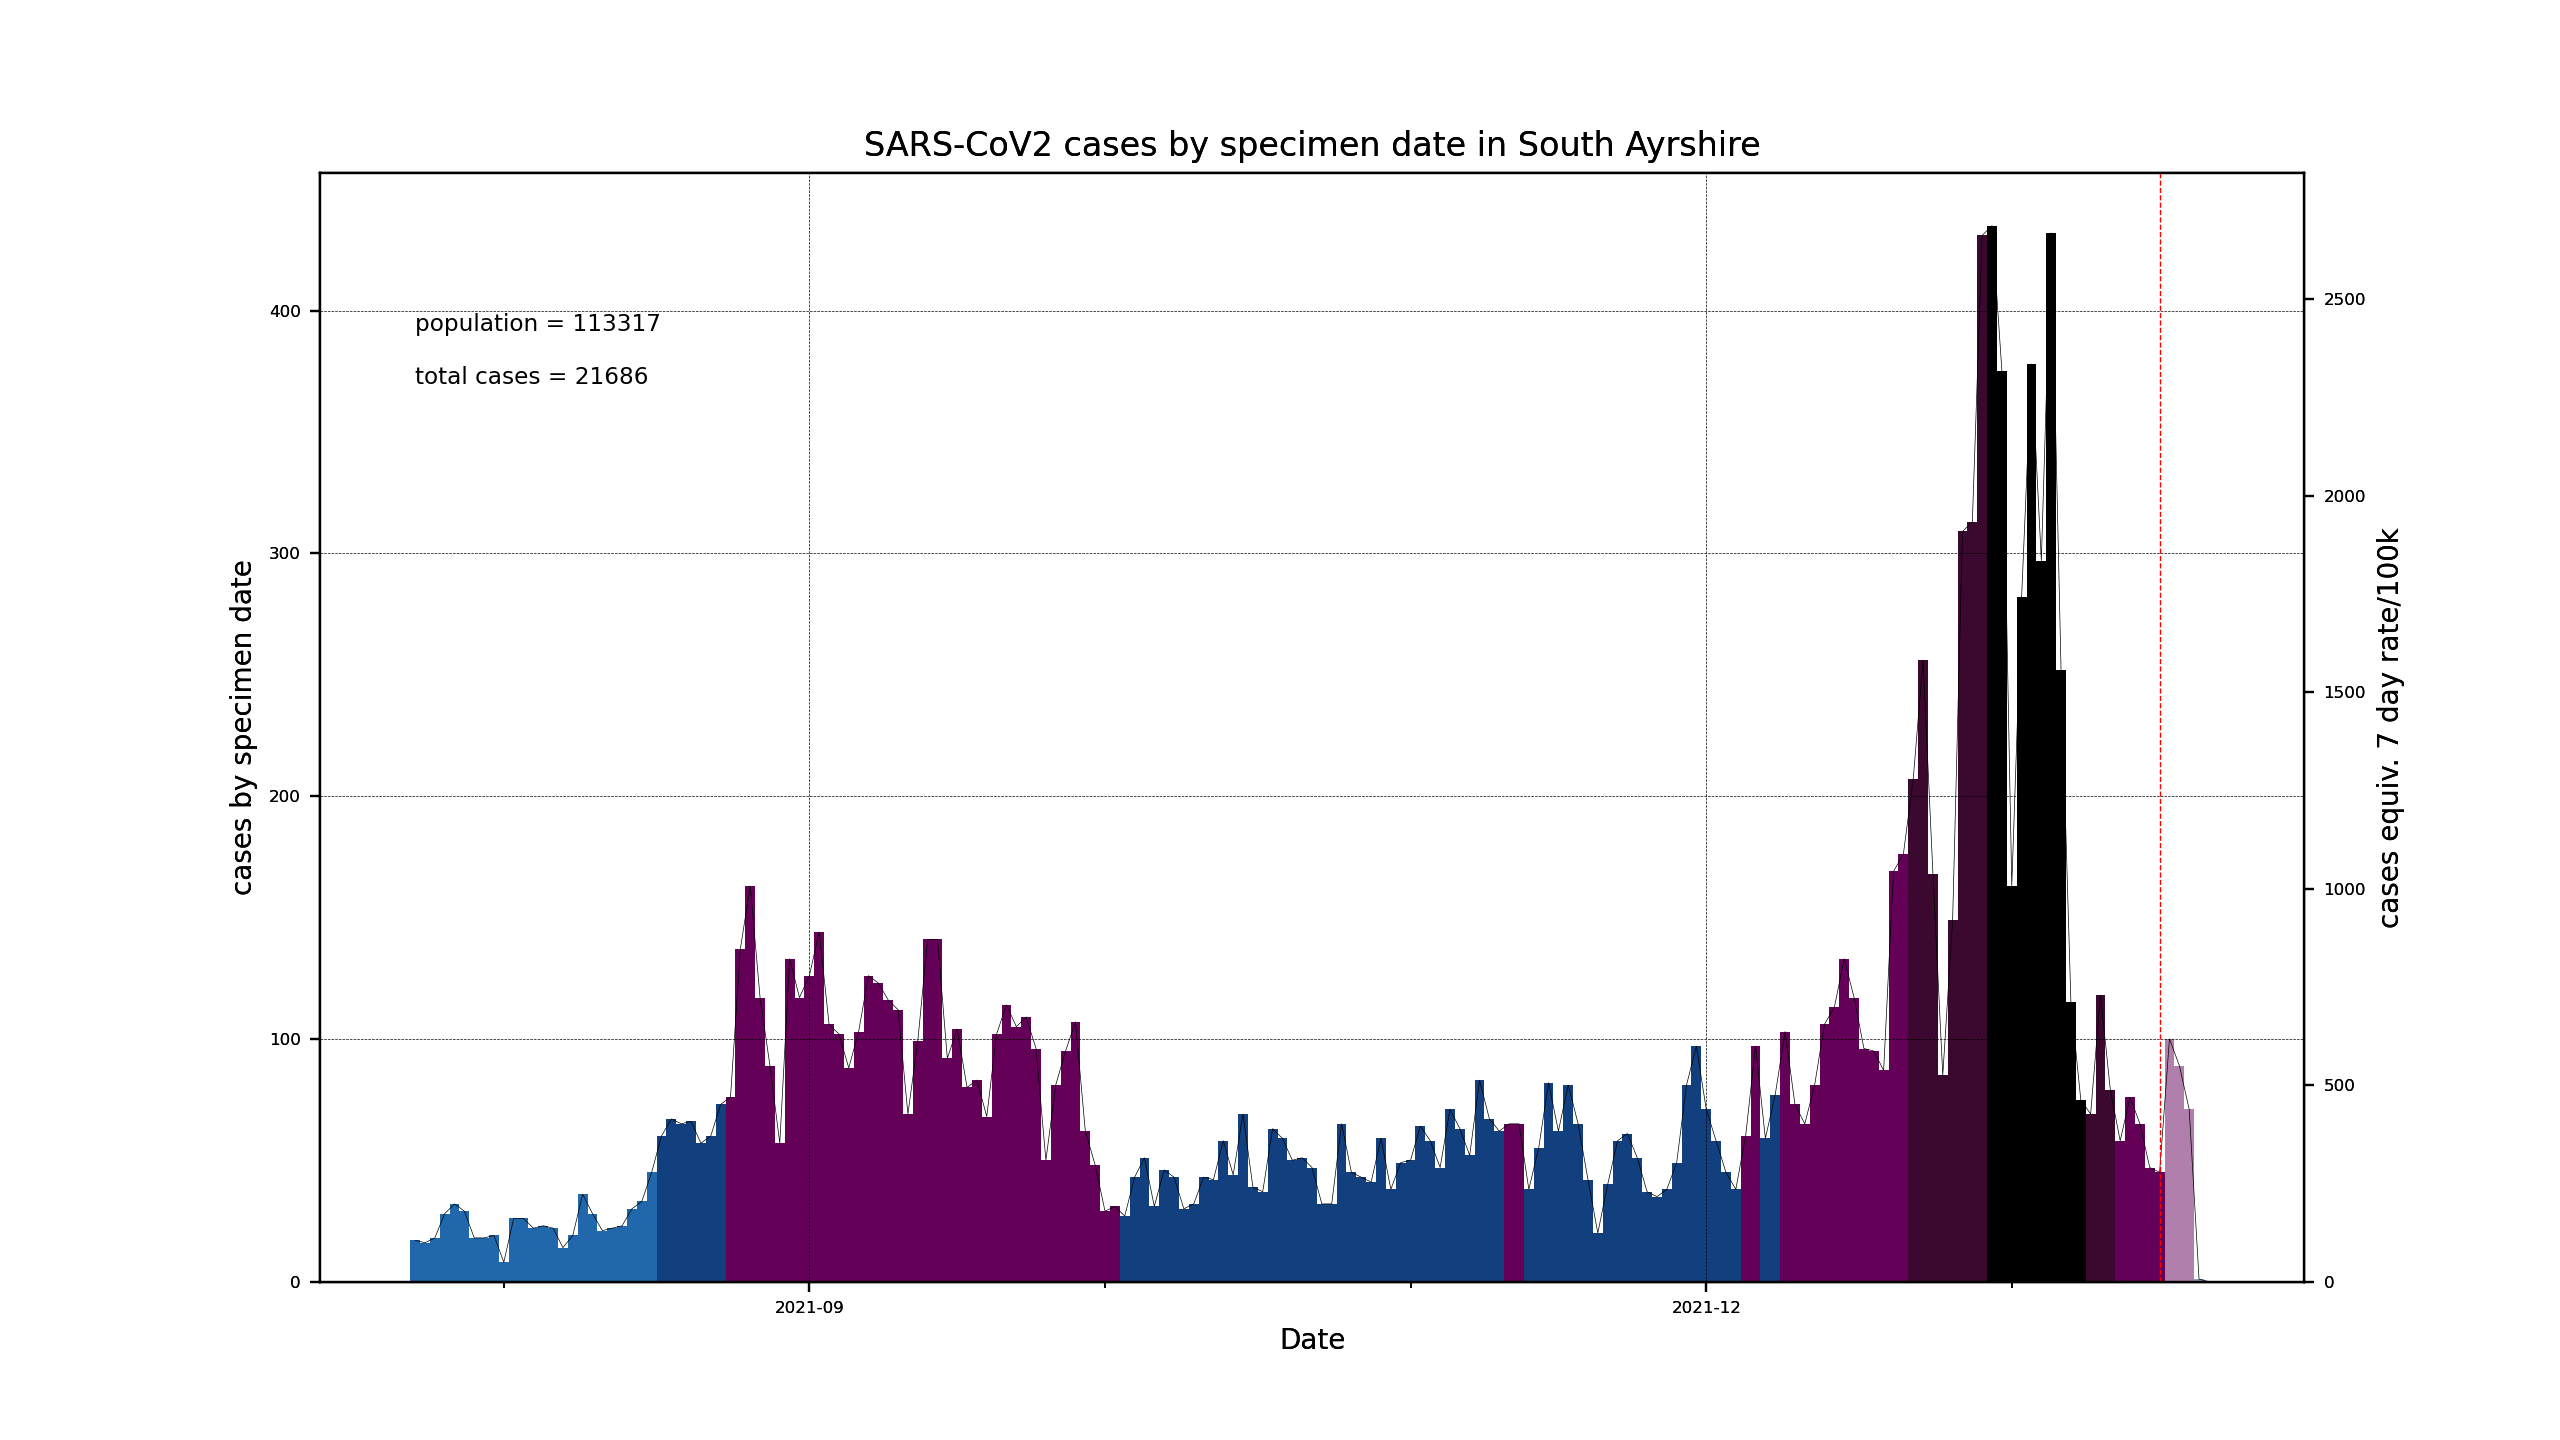 SARS-CoV2 cases by specimen date in South Ayrshire
population = 113317
total cases = 21686
cases by specimen date
400
300
200
100
0
2500
2000
1500
1000
500
0
cases equiv. 7 day rate/100k
2021-09
2021-12
Date